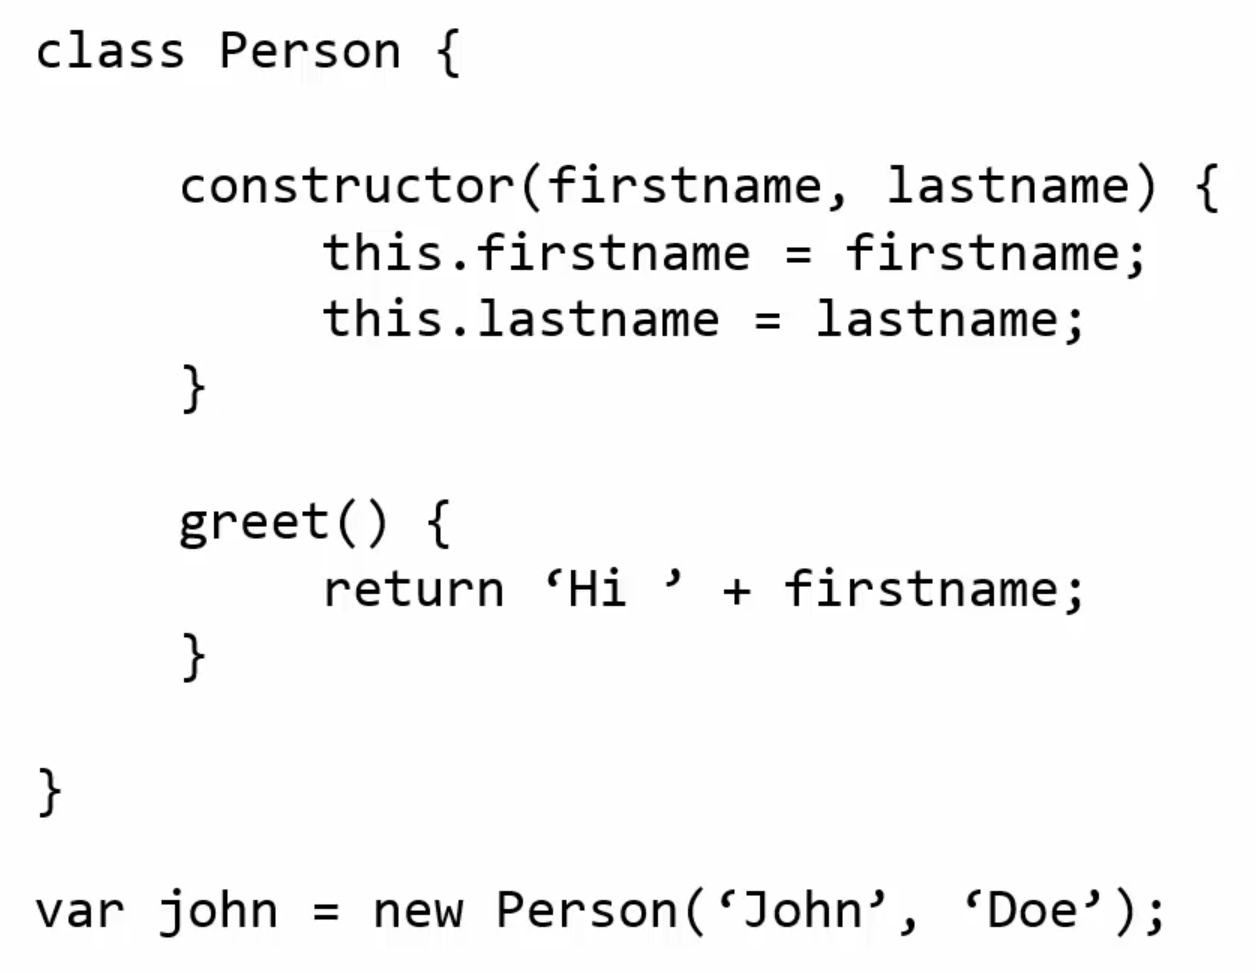 class Person {
constructor(firstname, lastname) {
this.firstname = firstname;
this.lastname = lastname;
}
greet() {
return ‘Hi ’ + firstname;
}
}
var john = new Person(‘John’, ‘Doe’);